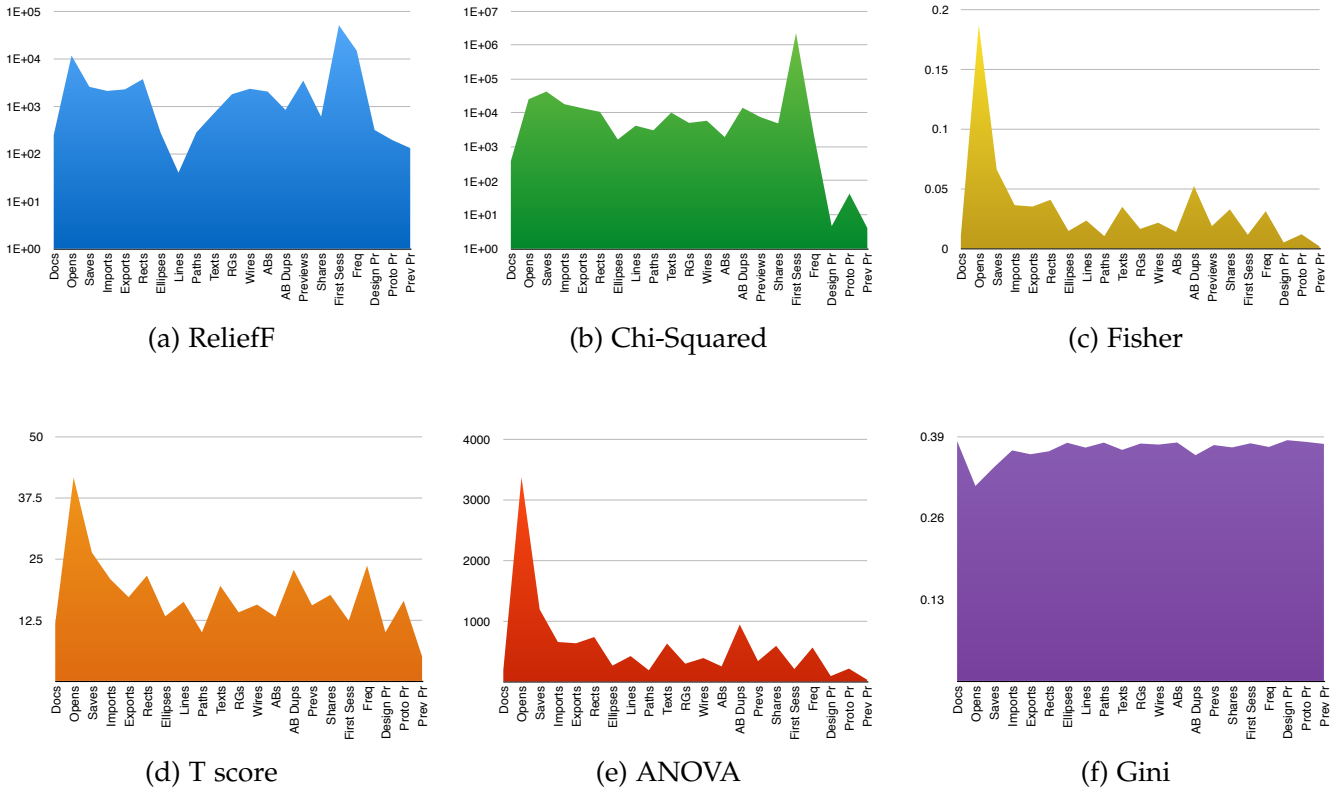 1E+05
1E+04
1E+03
1E+02
1E+01
1E+00
Docs
Opens
Saves
Imports
Exports
Rects
Ellipses
Lines
Paths
Texts
RGs
Wires
ABs
AB Dups
Previews
Shares
First Sess
Freq
Design Pr
Proto Pr
Prev Pr
(a) ReliefF
1E+07
1E+06
1E+05
1E+04
1E+03
1E+02
1E+01
1E+00
Docs
Opens
Saves
Imports
Exports
Rects
Ellipses
Lines
Paths
Texts
RGs
Wires
ABs
AB Dups
Previews
Shares
First Sess
Freq
Design Pr
Proto Pr
Prev Pr
(b) Chi-Squared
0.2
0.15
0.1
0.05
0
Docs
Opens
Saves
Imports
Exports
Rects
Ellipses
Lines
Paths
Texts
RGs
Wires
ABs
AB Dups
Previews
Shares
First Sess
Freq
Design Pr
Proto Pr
Prev Pr
(c) Fisher
50
37.5
25
12.5
Docs
Opens
Saves
Imports
Exports
Rects
Ellipses
Lines
Paths
Texts
RGs
Wires
ABs
AB Dups
Prevs
Shares
First Sess
Freq
Design Pr
Proto Pr
Prev Pr
(d) T score
4000
3000
2000
1000
Docs
Opens
Saves
Imports
Exports
Rects
Ellipses
Lines
Paths
Texts
RGs
Wires
ABs
AB Dups
Prevs
Shares
First Sess
Freq
Design Pr
Proto Pr
Prev Pr
(e) ANOVA
0.39
0.26
0.13
Docs
Opens
Saves
Imports
Exports
Rects
Ellipses
Lines
Paths
Texts
RGs
Wires
ABs
AB Dups
Prevs
Shares
First Sess
Freq
Design Pr
Proto Pr
Prev Pr
(f) Gini